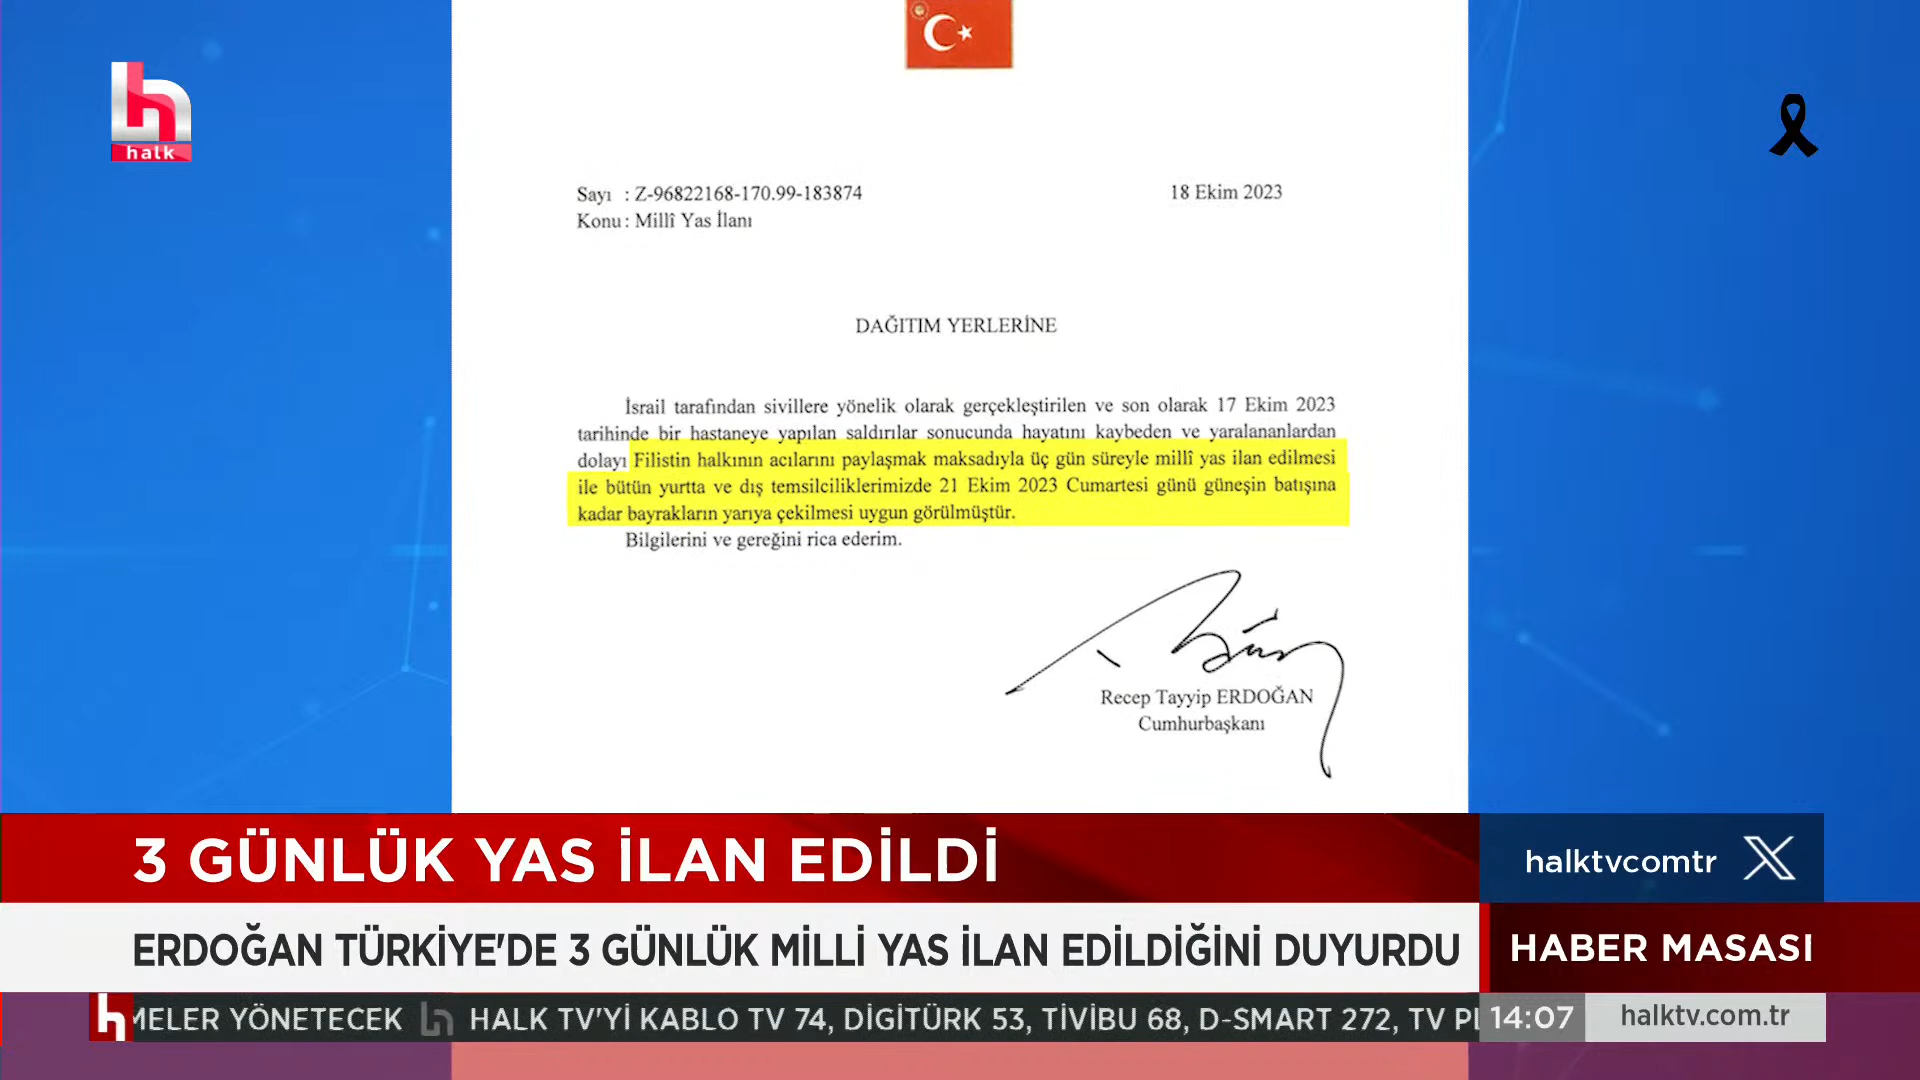 h
halk
Sayı : Z-96822168-170.99-183874
18 Ekim 2023
Konu : Millî Yas İlanı
DAĞITIM YERLERİNE
İsrail tarafından sivillere yönelik olarak gerçekleştirilen ve son olarak 17 Ekim 2023
tarihinde bir hastaneye yapılan saldırılar sonucunda hayatını kaybeden ve yaralananlardan
dolayı Filistin halkının acılarını paylaşmak maksadıyla üç gün süreyle millî yas ilan edilmesi
ile bütün yurtta ve dış temsilciliklerimizde 21 Ekim 2023 Cumartesi günü güneşin batışına
kadar bayrakların yarıya çekilmesi uygun görülmüştür.
Bilgilerini ve gereğini rica ederim.
Recep Tayyip ERDOĞAN
Cumhurbaşkanı
3 GÜNLÜK YAS İLAN EDİLDİ
halktvcomtr X
ERDOĞAN TÜRKİYE'DE 3 GÜNLÜK MİLLİ YAS İLAN EDİLDİĞİNİ DUYURDU
HABER MASASI
h MELER YÖNETECEK h HALK TV'Yİ KABLO TV 74, DİGİTÜRK 53, TİVİBU 68, D-SMART 272, TV PL
14:07
halktv.com.tr